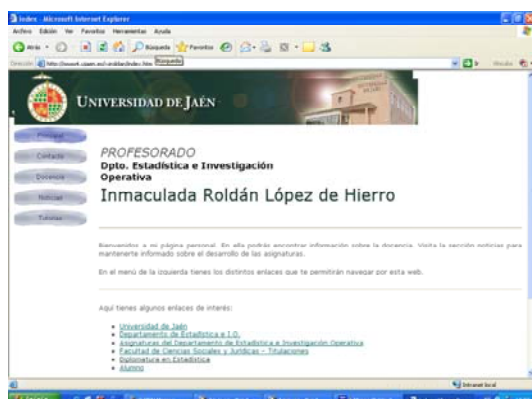 Index - Microsoft Internet Explorer
Archivo Edición Ver Favoritos Herramientas Ayuda
Atrás Búsqueda Favoritos
Dirección Búsqueda Vínculos
UNIVERSIDAD DE JAÉN
Principal
Contacto
Docencia
Noticias
Tutorías
PROFESORADO
Dpto. Estadística e Investigación
Operativa
Inmaculada Roldán López de Hierro
Bienvenidos a mi página personal. En ella podrás encontrar información sobre la docencia. Visita la sección noticias para
mantenerte informado sobre el desarrollo de las asignaturas.
En el menú de la izquierda tienes los distintos enlaces que te permitirán navegar por esta web.
Aquí tienes algunos enlaces de interés:
Universidad de Jaén
Departamento de Estadística e I.O.
Asignaturas del Departamento de Estadística e Investigación Operativa
Facultad de Ciencias Sociales y Jurídicas - Titulaciones
Diplomatura en Estadística
Alumno
Intranet local